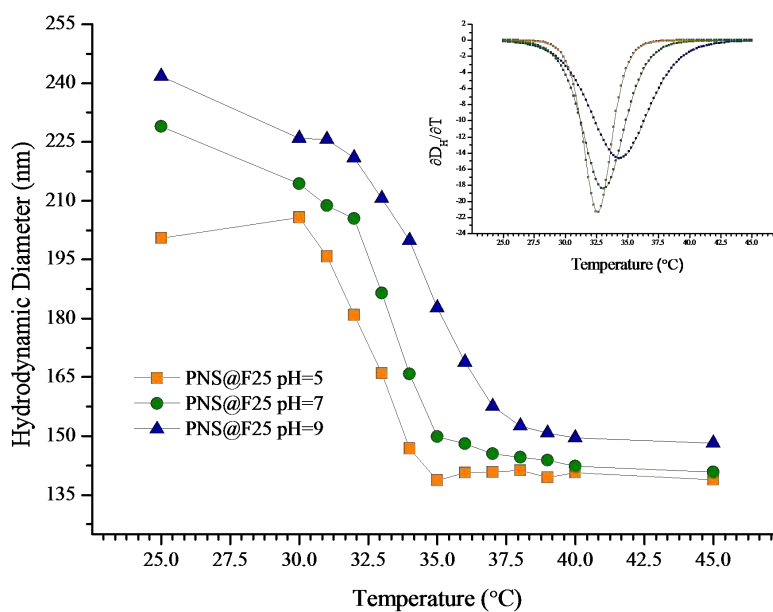 255
240
225
210
195
180
165
150
135
Hydrodynamic Diameter (nm)
PNS@F25 pH=5
PNS@F25 pH=7
PNS@F25 pH=9
25.0 27.5 30.0 32.5 35.0 37.5 40.0 42.5 45.0
Temperature (°C)
0
-2
-4
-6
-8
-10
-12
-14
-16
-18
-20
-22
-24
∂D_H/∂T
25.0 27.5 30.0 32.5 35.0 37.5 40.0 42.5 45.0
Temperature (°C)